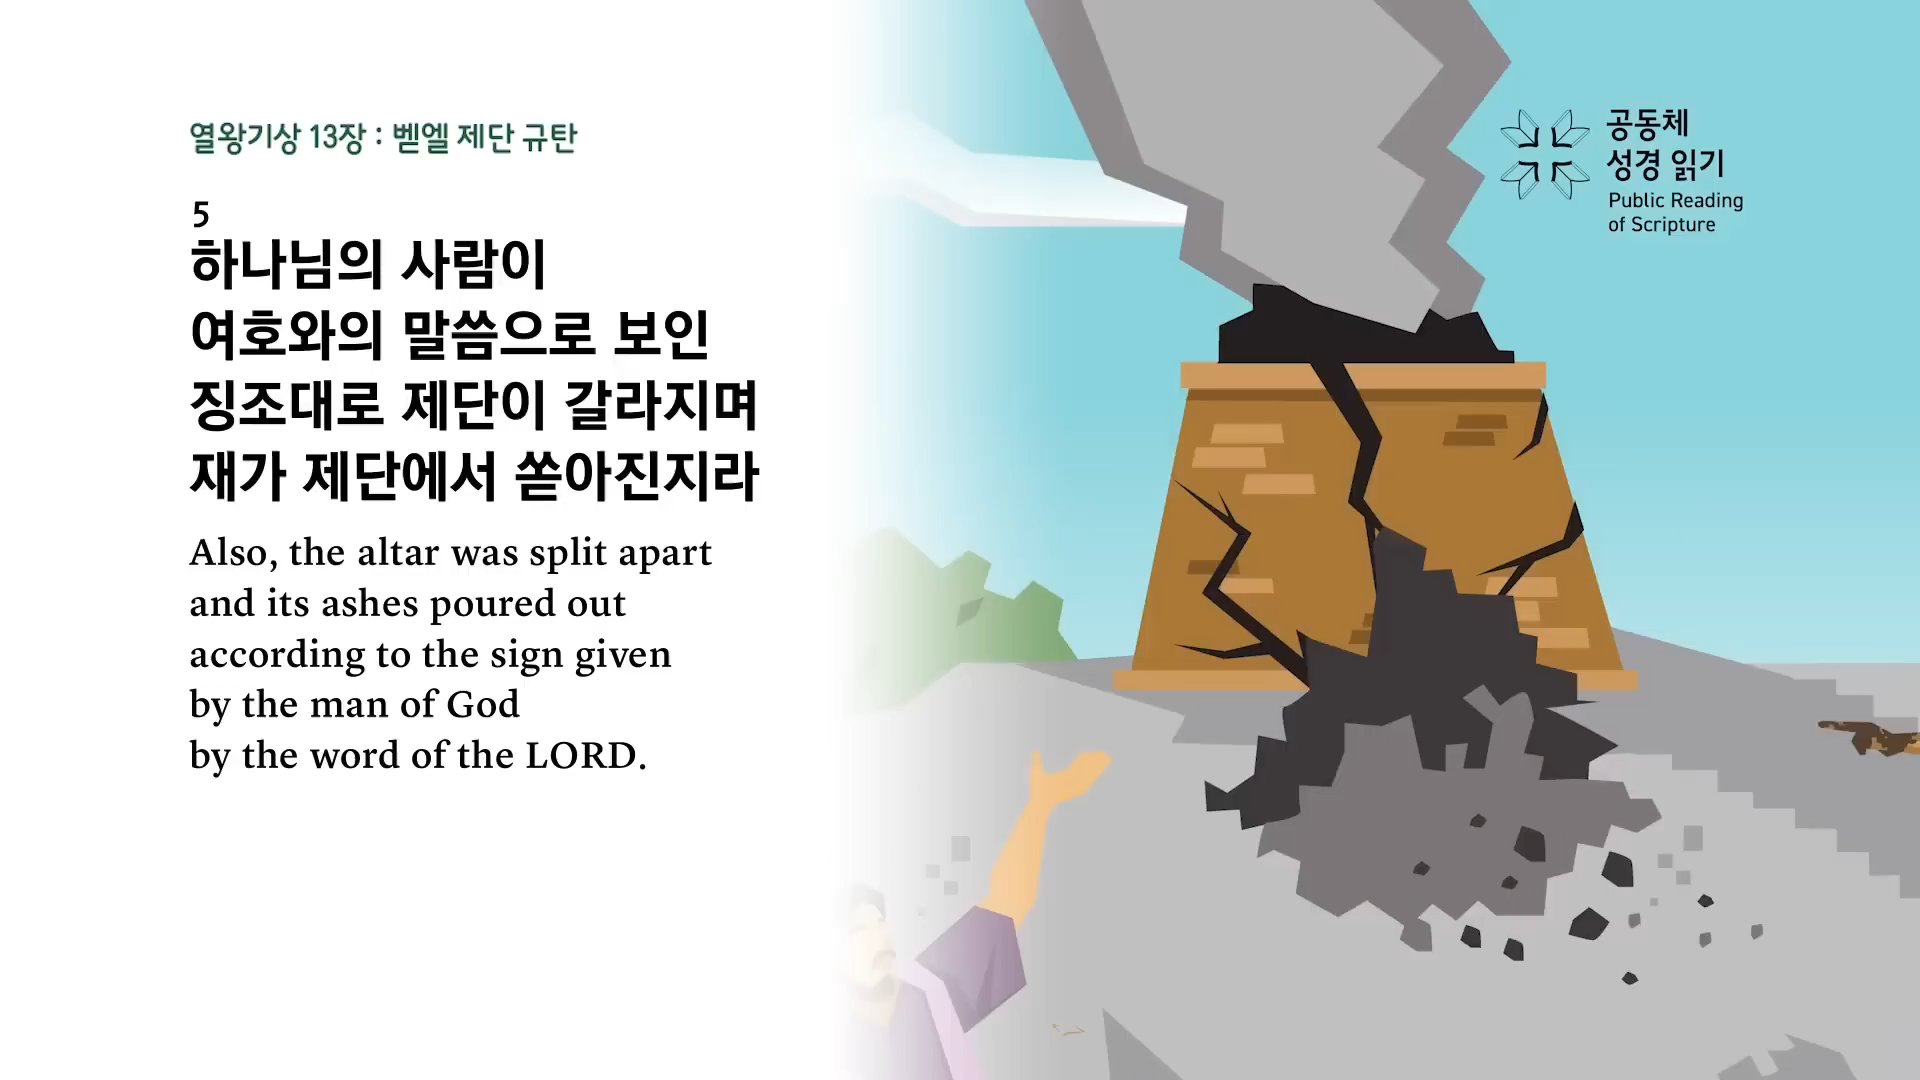 열왕기상 13장 : 벧엘 제단 규탄
5
하나님의 사람이
여호와의 말씀으로 보인
징조대로 제단이 갈라지며
재가 제단에서 쏟아진지라
Also, the altar was split apart
and its ashes poured out
according to the sign given
by the man of God
by the word of the LORD.
공동체
성경 읽기
Public Reading
of Scripture